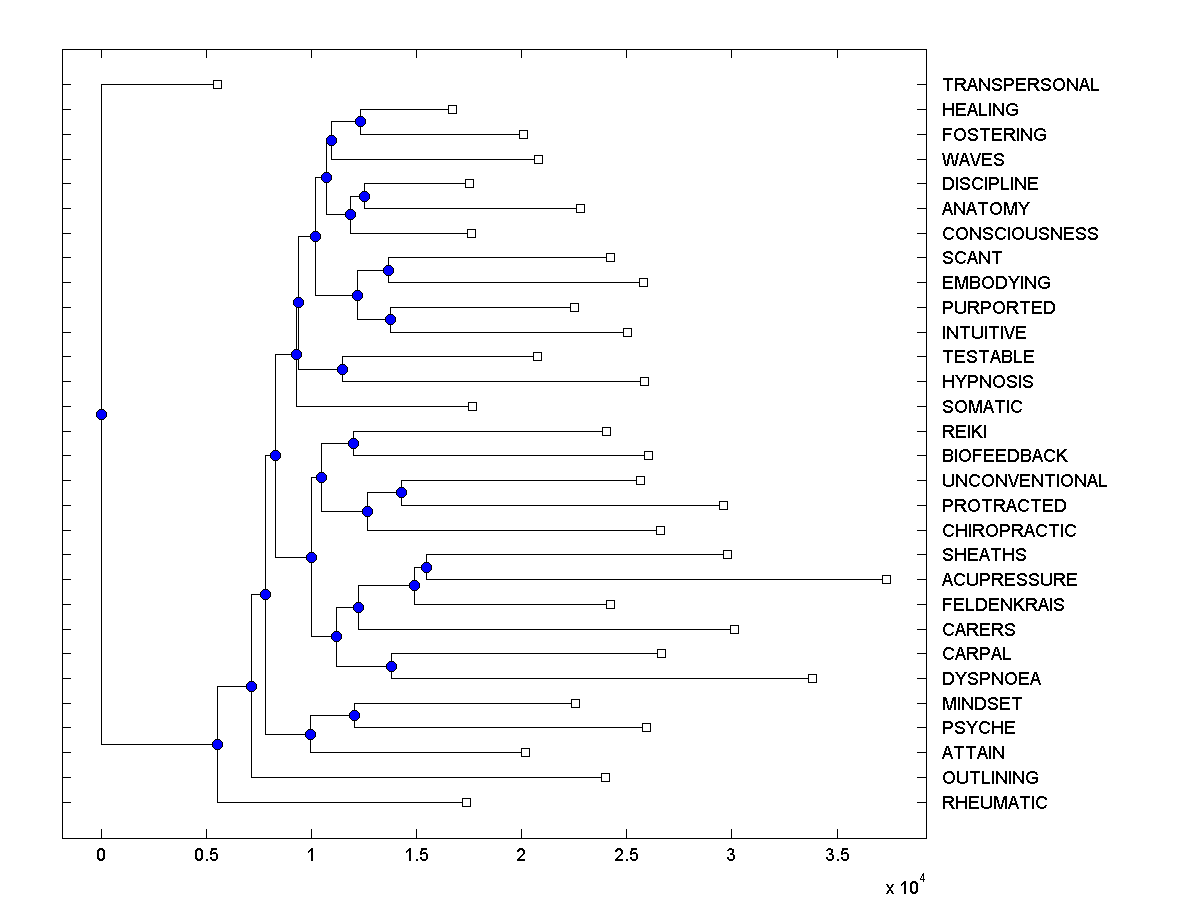 TRANSPERSONAL
HEALING
FOSTERING
WAVES
DISCIPLINE
ANATOMY
CONSCIOUSNESS
SCANT
EMBODYING
PURPORTED
INTUITIVE
TESTABLE
HYPNOSIS
SOMATIC
REIKI
BIOFEEDBACK
UNCONVENTIONAL
PROTRACTED
CHIROPRACTIC
SHEATHS
ACUPRESSURE
FELDENKRAIS
CARERS
CARPAL
DYSPNOEA
MINDSET
PSYCHE
ATTAIN
OUTLINING
RHEUMATIC
0 0.5 1 1.5 2 2.5 3 3.5
x 10^4